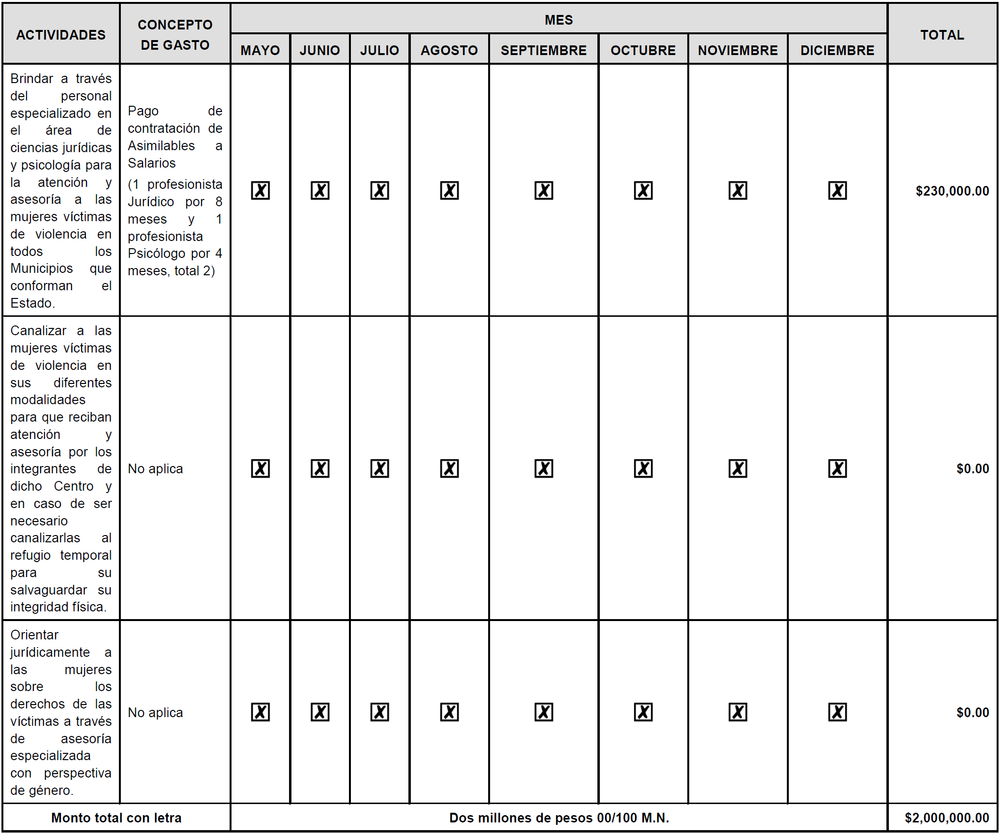 ACTIVIDADES
CONCEPTO
DE GASTO
MES
TOTAL
MAYO
JUNIO
JULIO
AGOSTO
SEPTIEMBRE
OCTUBRE
NOVIEMBRE
DICIEMBRE
Brindar a través
del personal
especializado en
el área de
ciencias jurídicas
y psicología para
la atención y
asesoría a las
mujeres víctimas
de violencia en
todos los
Municipios que
conforman el
Estado.
Pago de
contratación de
Asimilables a
Salarios
(1 profesionista
Jurídico por 8
meses y 1
profesionista
Psicólogo por 4
meses, total 2)
☒ ☒ ☒ ☒ ☒ ☒ ☒ ☒
$230,000.00
Canalizar a las
mujeres víctimas
de violencia en
sus diferentes
modalidades
para que reciban
atención y
asesoría por los
integrantes de
dicho Centro y
en caso de ser
necesario
canalizarlas al
refugio temporal
para su
salvaguardar su
integridad física.
No aplica
☒ ☒ ☒ ☒ ☒ ☒ ☒ ☒
$0.00
Orientar
jurídicamente a
las mujeres
sobre los
derechos de las
víctimas a través
de asesoría
especializada
con perspectiva
de género.
No aplica
☒ ☒ ☒ ☒ ☒ ☒ ☒ ☒
$0.00
Monto total con letra
Dos millones de pesos 00/100 M.N.
$2,000,000.00